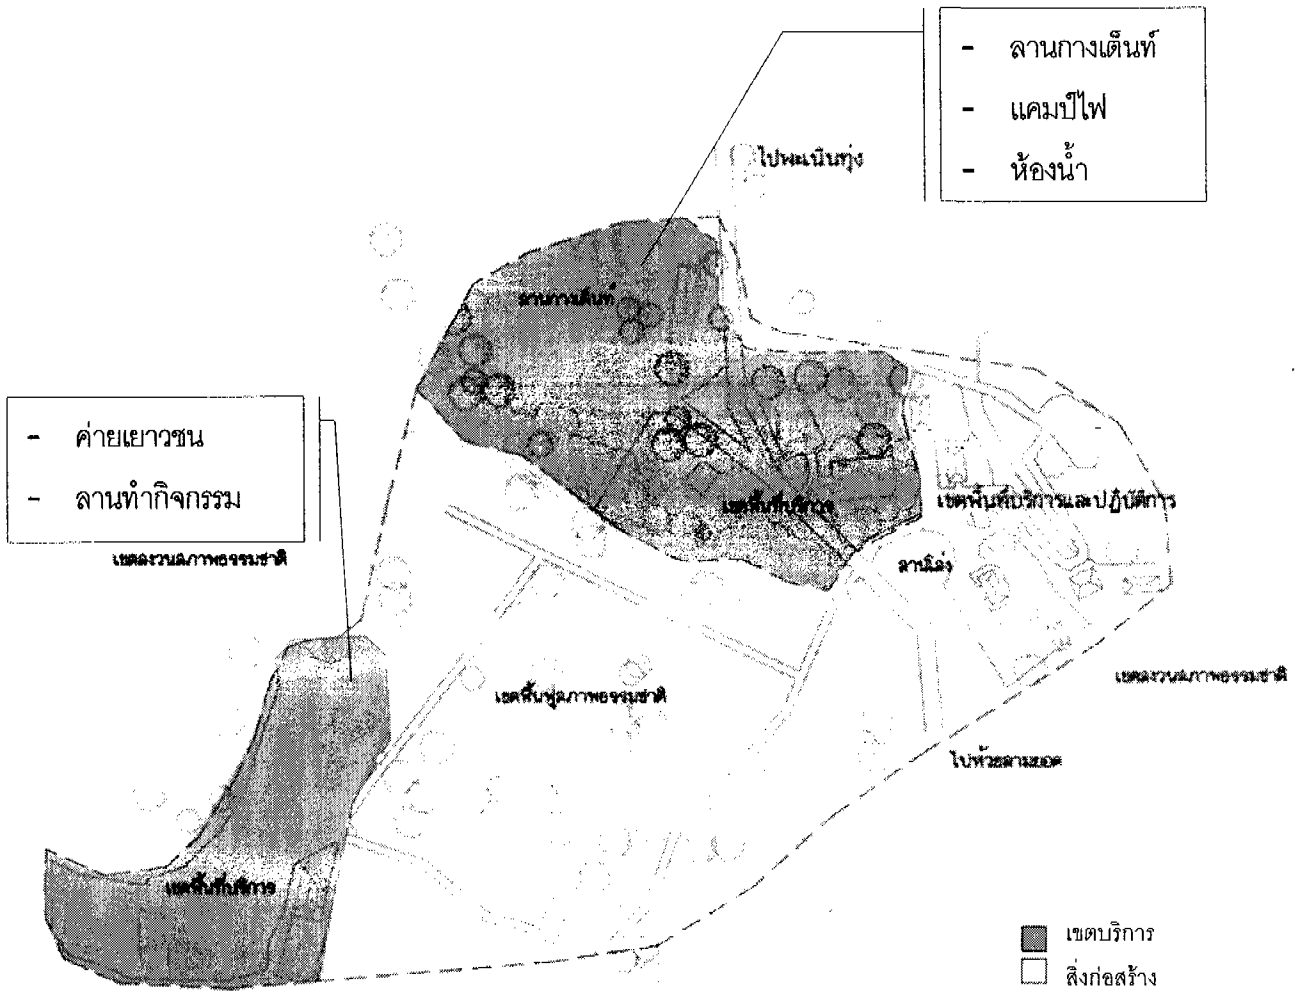 - ลานกางเต็นท์
- แคมป์ไฟ
- ห้องน้ำ
ไปพะเนินทุ่ง
ลานกางเต็นท์
- ค่ายเยาวชน
- ลานทำกิจกรรม
เขตพื้นที่บริการ
เขตพื้นที่บริการและปฏิบัติการ
เขตสงวนสภาพธรรมชาติ
ลานโล่ง
เขตฟื้นฟูสภาพธรรมชาติ
เขตสงวนสภาพธรรมชาติ
ไปห้วยสามยอด
เขตพื้นที่บริการ
เขตบริการ
สิ่งก่อสร้าง